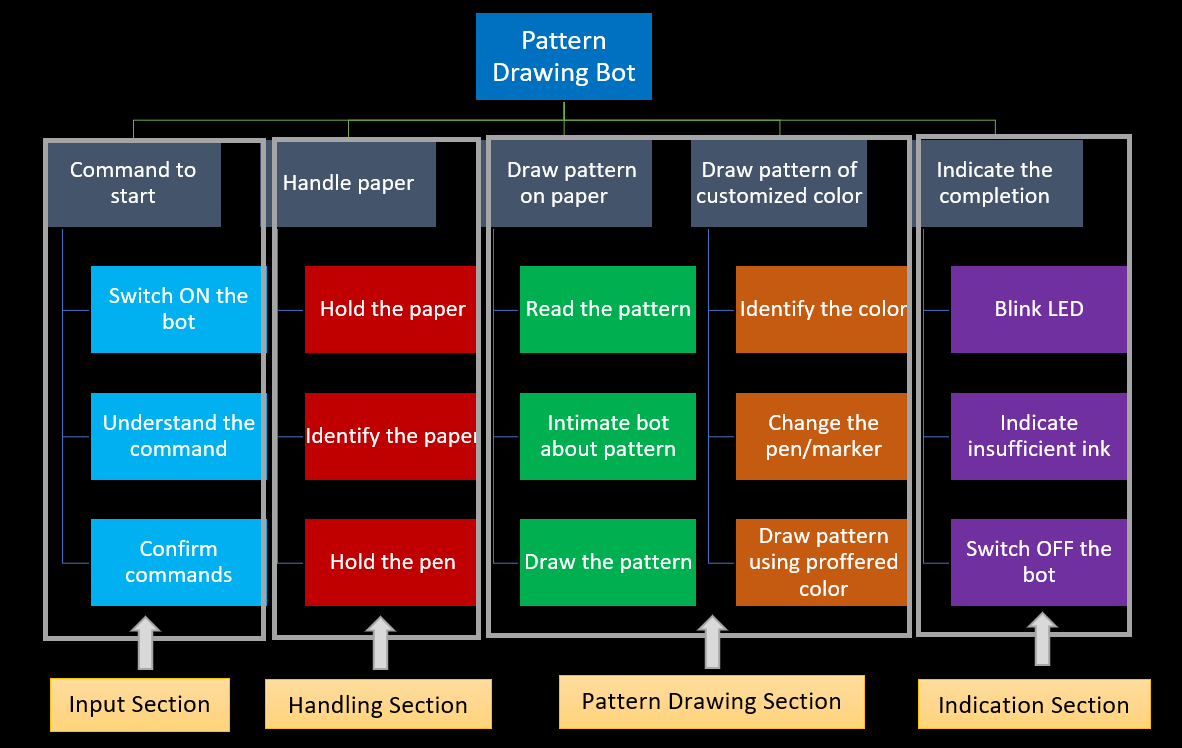 Pattern
Drawing Bot
Command to
start
Handle paper
Draw pattern
on paper
Draw pattern of
customized color
Indicate the
completion
Switch ON the
bot
Hold the paper
Read the pattern
Identify the color
Blink LED
Understand the
command
Identify the paper
Intimate bot
about pattern
Change the
pen/marker
Indicate
insufficient ink
Confirm
commands
Hold the pen
Draw the pattern
Draw pattern
using proffered
color
Switch OFF the
bot
Input Section
Handling Section
Pattern Drawing Section
Indication Section